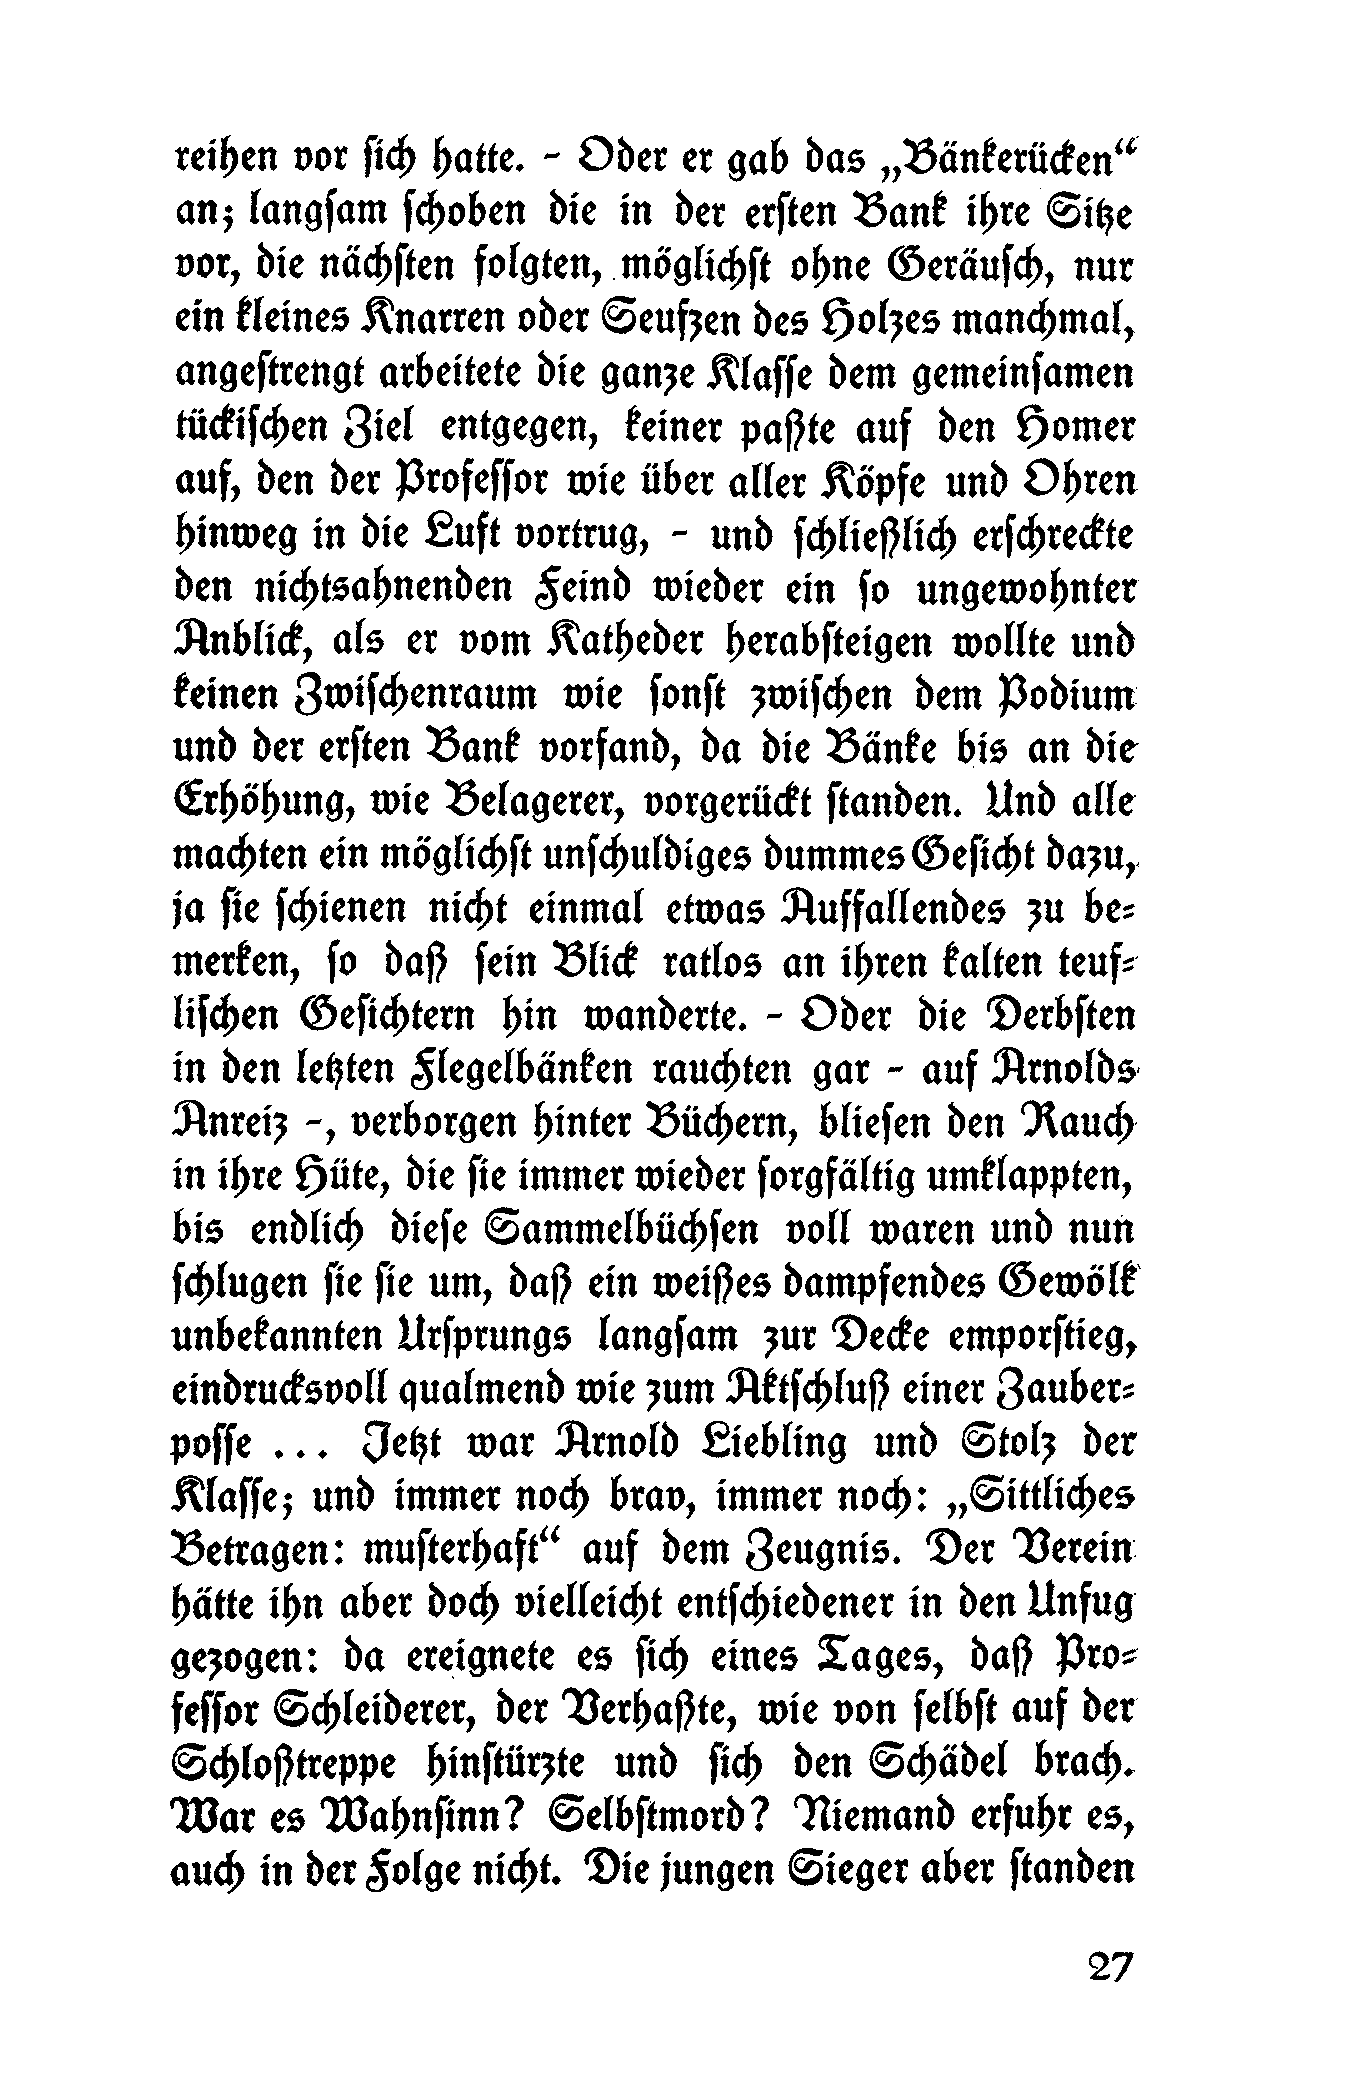 reihen vor sich hatte. - Oder er gab das „Bänkerücken“
an; langsam schoben die in der ersten Bank ihre Sitze
vor, die nächsten folgten, möglichst ohne Geräusch, nur
ein kleines Knarren oder Seufzen des Holzes manchmal,
angestrengt arbeitete die ganze Klasse dem gemeinsamen
tückischen Ziel entgegen, keiner paßte auf den Homer
auf, den der Professor wie über aller Köpfe und Ohren
hinweg in die Luft vortrug, - und schließlich erschreckte
den nichtsahnenden Feind wieder ein so ungewohnter
Anblick, als er vom Katheder herabsteigen wollte und
keinen Zwischenraum wie sonst zwischen dem Podium
und der ersten Bank vorfand, da die Bänke bis an die
Erhöhung, wie Belagerer, vorgerückt standen. Und alle
machten ein möglichst unschuldiges dummes Gesicht dazu,
ja sie schienen nicht einmal etwas Auffallendes zu be-
merken, so daß sein Blick ratlos an ihren kalten teuf-
lischen Gesichtern hin wanderte. - Oder die Derbsten
in den letzten Flegelbänken rauchten gar - auf Arnolds
Anreiz -, verborgen hinter Büchern, bliesen den Rauch
in ihre Hüte, die sie immer wieder sorgfältig umklappten,
bis endlich diese Sammelbüchsen voll waren und nun
schlugen sie sie um, daß ein weißes dampfendes Gewölk
unbekannten Ursprungs langsam zur Decke emporstieg,
eindrucksvoll qualmend wie zum Aktschluß einer Zauber-
posse ... Jetzt war Arnold Liebling und Stolz der
Klasse; und immer noch brav, immer noch: „Sittliches
Betragen: musterhaft“ auf dem Zeugnis. Der Verein
hätte ihn aber doch vielleicht entschiedener in den Unfug
gezogen: da ereignete es sich eines Tages, daß Pro-
fessor Schleiderer, der Verhaßte, wie von selbst auf der
Schloßtreppe hinstürzte und sich den Schädel brach.
War es Wahnsinn? Selbstmord? Niemand erfuhr es,
auch in der Folge nicht. Die jungen Sieger aber standen
27